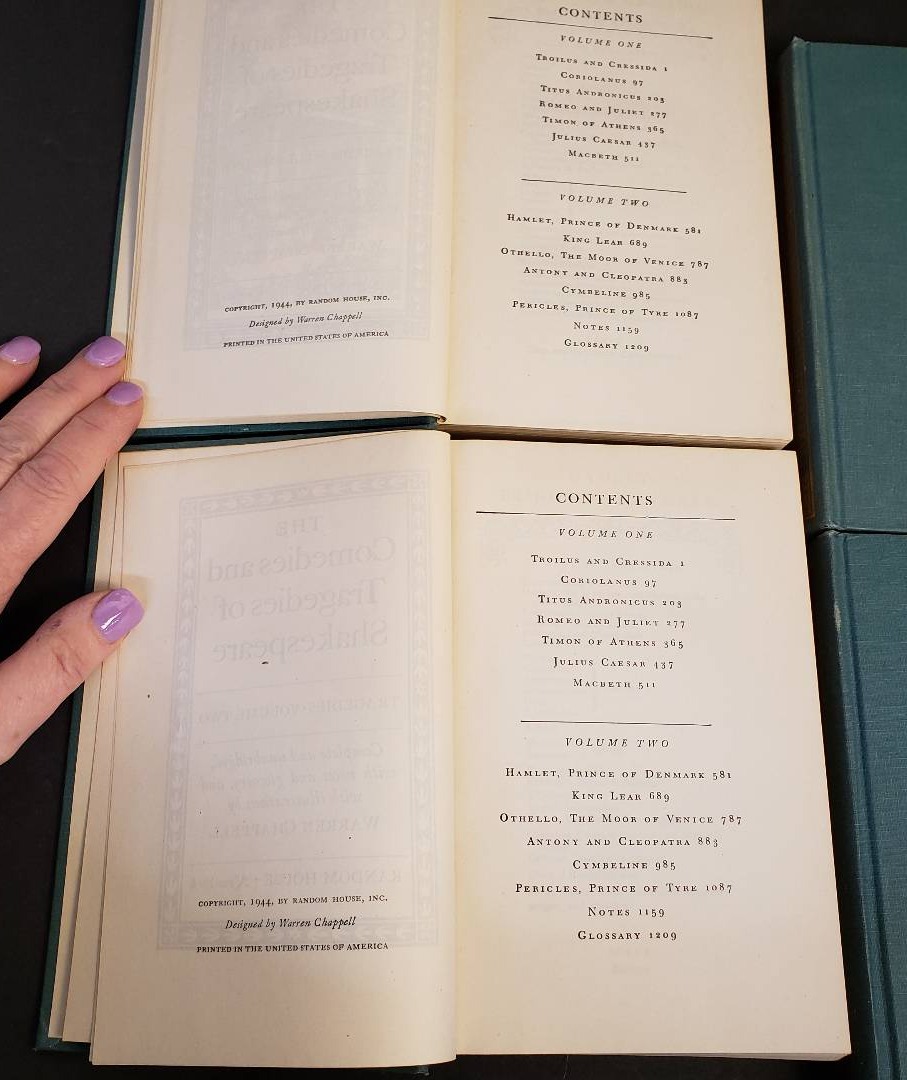 COPYRIGHT, 1944, BY RANDOM HOUSE, INC.
Designed by Warren Chappell
PRINTED IN THE UNITED STATES OF AMERICA
CONTENTS
VOLUME ONE
TROILUS AND CRESSIDA 1
CORIOLANUS 97
TITUS ANDRONICUS 203
ROMEO AND JULIET 277
TIMON OF ATHENS 365
JULIUS CAESAR 437
MACBETH 511
VOLUME TWO
HAMLET, PRINCE OF DENMARK 581
KING LEAR 689
OTHELLO, THE MOOR OF VENICE 787
ANTONY AND CLEOPATRA 883
CYMBELINE 985
PERICLES, PRINCE OF TYRE 1087
NOTES 1159
GLOSSARY 1209
THE
Comedies and
Tragedies of
Shakespeare
COPYRIGHT, 1944, BY RANDOM HOUSE, INC.
Designed by Warren Chappell
PRINTED IN THE UNITED STATES OF AMERICA
CONTENTS
VOLUME ONE
TROILUS AND CRESSIDA 1
CORIOLANUS 97
TITUS ANDRONICUS 203
ROMEO AND JULIET 277
TIMON OF ATHENS 365
JULIUS CAESAR 437
MACBETH 511
VOLUME TWO
HAMLET, PRINCE OF DENMARK 581
KING LEAR 689
OTHELLO, THE MOOR OF VENICE 787
ANTONY AND CLEOPATRA 883
CYMBELINE 985
PERICLES, PRINCE OF TYRE 1087
NOTES 1159
GLOSSARY 1209